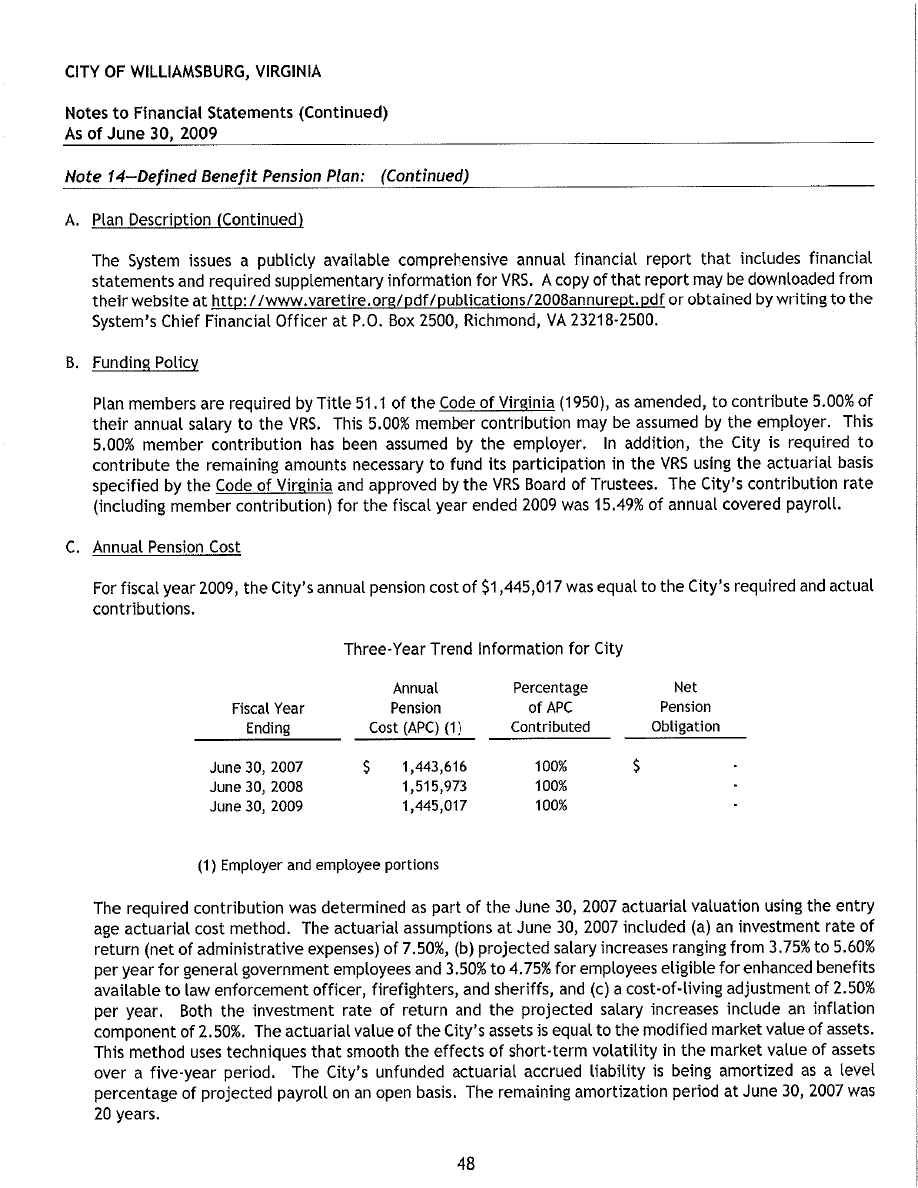 CITY OF WILLIAMSBURG, VIRGINIA
Notes to Financial Statements (Continued)
As of June 30, 2009
Note 14—Defined Benefit Pension Plan: (Continued)
A. Plan Description (Continued)
The System issues a publicly available comprehensive annual financial report that includes financial
statements and required supplementary information for VRS. A copy of that report may be downloaded from
their website at http://www.varetire.org/pdf/publications/2008annurept.pdf or obtained by writing to the
System's Chief Financial Officer at P.O. Box 2500, Richmond, VA 23218-2500.
B. Funding Policy
Plan members are required by Title 51.1 of the Code of Virginia (1950), as amended, to contribute 5.00% of
their annual salary to the VRS. This 5.00% member contribution may be assumed by the employer. This
5.00% member contribution has been assumed by the employer. In addition, the City is required to
contribute the remaining amounts necessary to fund its participation in the VRS using the actuarial basis
specified by the Code of Virginia and approved by the VRS Board of Trustees. The City's contribution rate
(including member contribution) for the fiscal year ended 2009 was 15.49% of annual covered payroll.
C. Annual Pension Cost
For fiscal year 2009, the City's annual pension cost of $1,445,017 was equal to the City's required and actual
contributions.
Three-Year Trend Information for City
Annual Percentage Net
Fiscal Year Pension of APC Pension
Ending Cost (APC) (1) Contributed Obligation
June 30, 2007 $ 1,443,616 100% $ -
June 30, 2008 1,515,973 100% -
June 30, 2009 1,445,017 100% -
(1) Employer and employee portions
The required contribution was determined as part of the June 30, 2007 actuarial valuation using the entry
age actuarial cost method. The actuarial assumptions at June 30, 2007 included (a) an investment rate of
return (net of administrative expenses) of 7.50%, (b) projected salary increases ranging from 3.75% to 5.60%
per year for general government employees and 3.50% to 4.75% for employees eligible for enhanced benefits
available to law enforcement officer, firefighters, and sheriffs, and (c) a cost-of-living adjustment of 2.50%
per year. Both the investment rate of return and the projected salary increases include an inflation
component of 2.50%. The actuarial value of the City's assets is equal to the modified market value of assets.
This method uses techniques that smooth the effects of short-term volatility in the market value of assets
over a five-year period. The City's unfunded actuarial accrued liability is being amortized as a level
percentage of projected payroll on an open basis. The remaining amortization period at June 30, 2007 was
20 years.
48